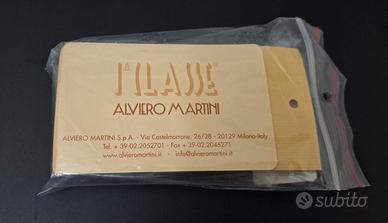 1ª CLASSE
ALVIERO MARTINI
ALVIERO MARTINI S.p.A. - Via Castelmorrone, 26/28 - 20129 Milano-Italy
Tel. + 39-02.2052701 - Fax + 39-02.2046271
www.alvieromartini.it - info@alvieromartini.it
subito